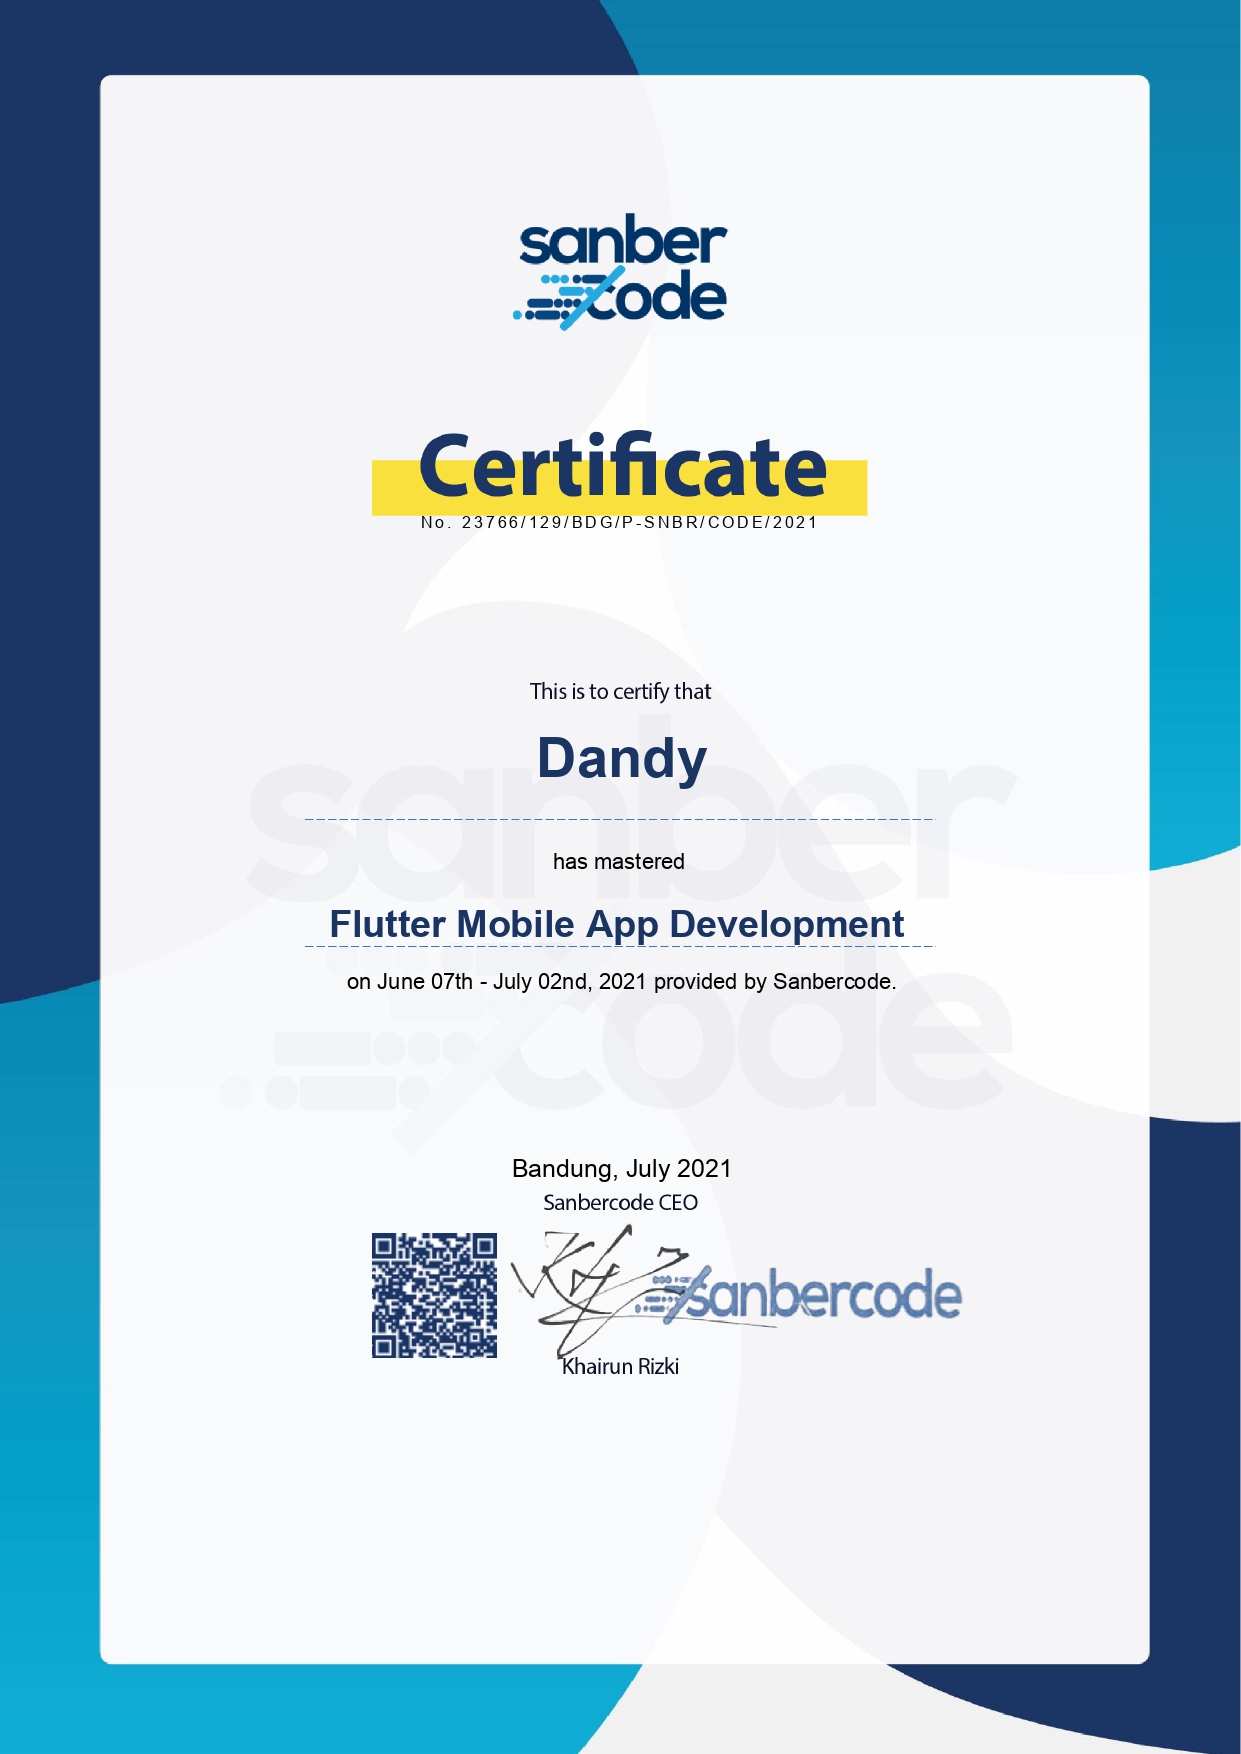 sanber
code
Certificate
No. 23766/129/BDG/P-SNBR/CODE/2021
This is to certify that
Dandy
has mastered
Flutter Mobile App Development
on June 07th - July 02nd, 2021 provided by Sanbercode.
sanber
code
Bandung, July 2021
Sanbercode CEO
sanbercode
Khairun Rizki